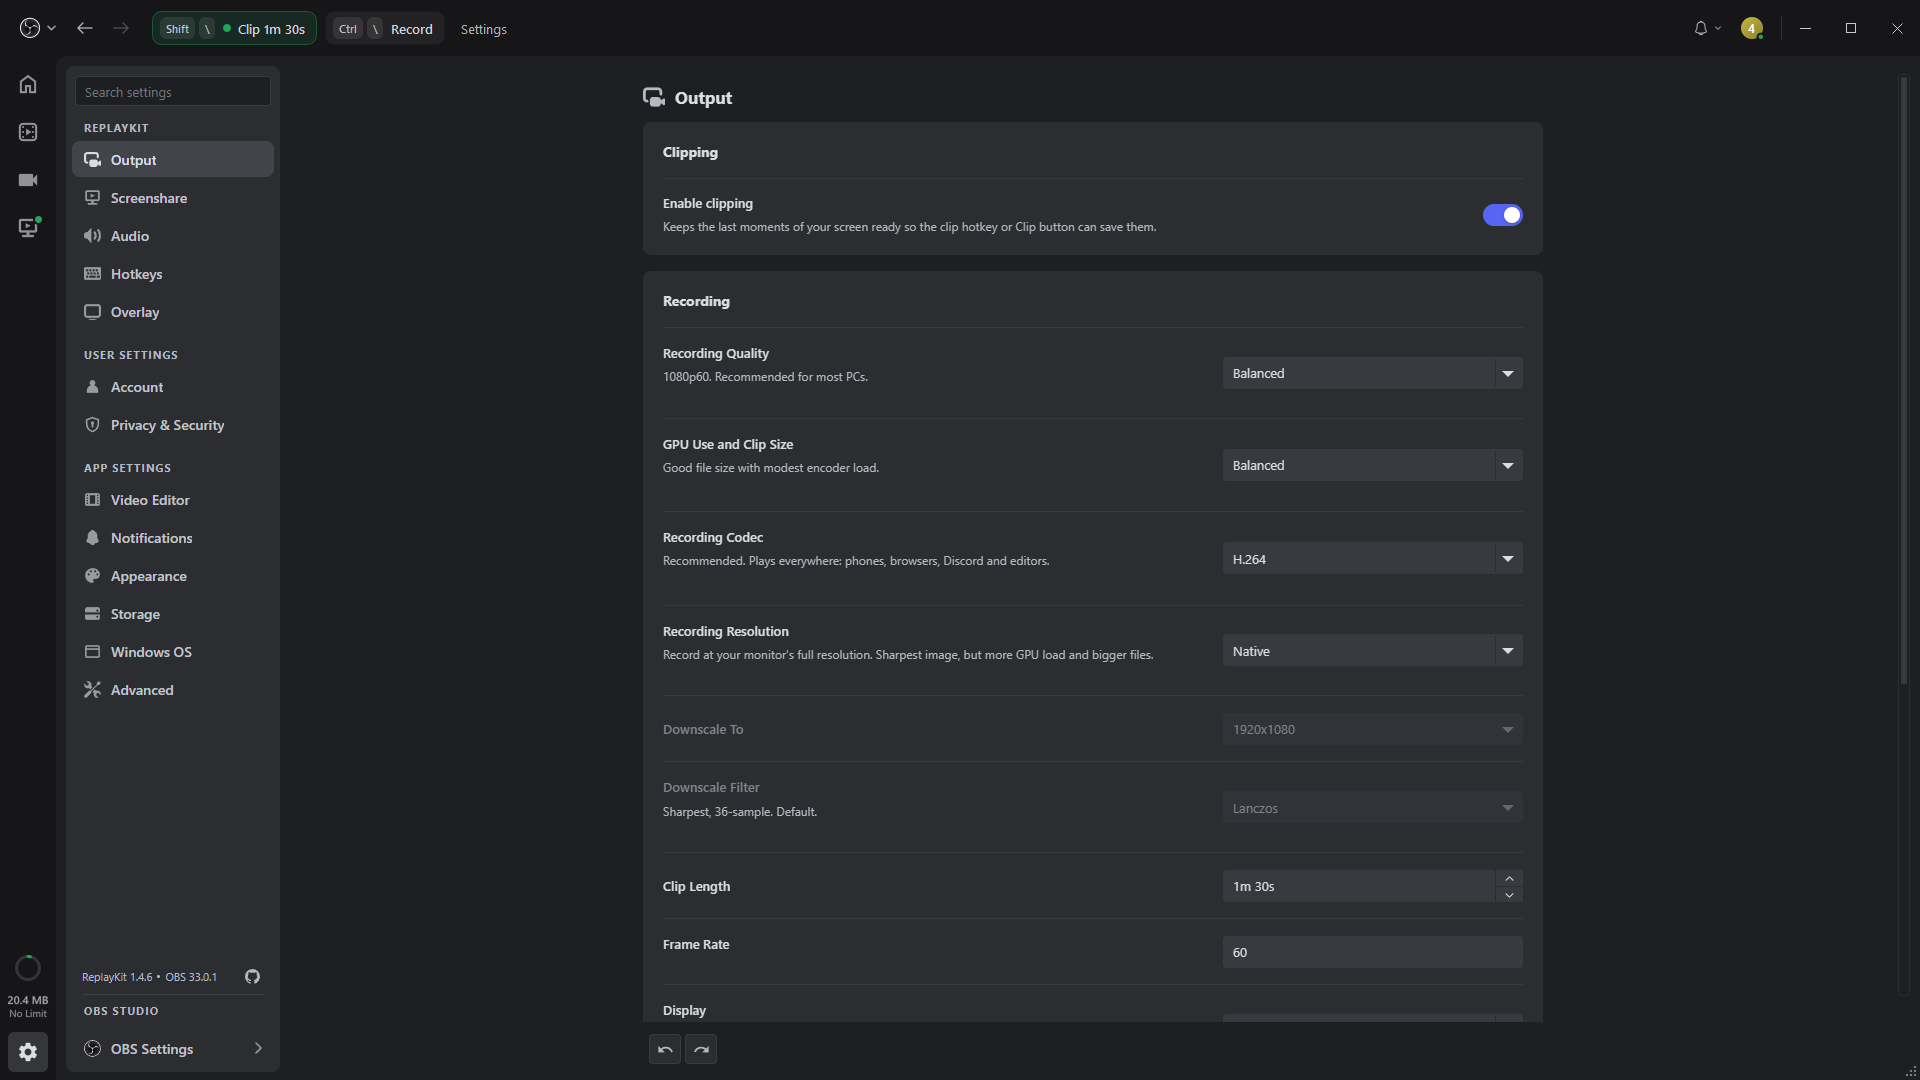 Shift \ Clip 1m 30s Ctrl \ Record Settings
4
Search settings
REPLAYKIT
Output
Screenshare
Audio
Hotkeys
Overlay
USER SETTINGS
Account
Privacy & Security
APP SETTINGS
Video Editor
Notifications
Appearance
Storage
Windows OS
Advanced
20.4 MB
No Limit
ReplayKit 1.4.6 • OBS 33.0.1
OBS STUDIO
OBS Settings
Output
Clipping
Enable clipping
Keeps the last moments of your screen ready so the clip hotkey or Clip button can save them.
Recording
Recording Quality
1080p60. Recommended for most PCs.
Balanced
GPU Use and Clip Size
Good file size with modest encoder load.
Balanced
Recording Codec
Recommended. Plays everywhere: phones, browsers, Discord and editors.
H.264
Recording Resolution
Record at your monitor's full resolution. Sharpest image, but more GPU load and bigger files.
Native
Downscale To
1920x1080
Downscale Filter
Sharpest, 36-sample. Default.
Lanczos
Clip Length
1m 30s
Frame Rate
60
Display